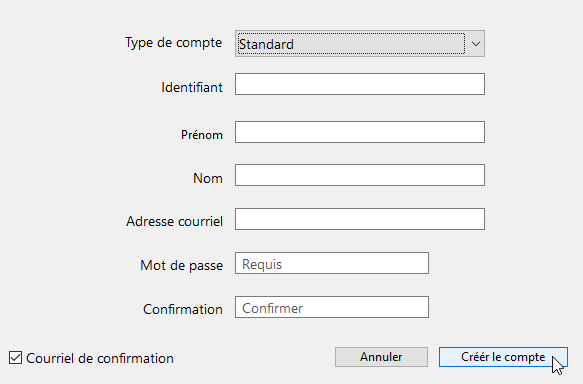 Type de compte Standard
Identifiant
Prénom
Nom
Adresse courriel
Mot de passe Requis
Confirmation Confirmer
Courriel de confirmation Annuler Créér le compte